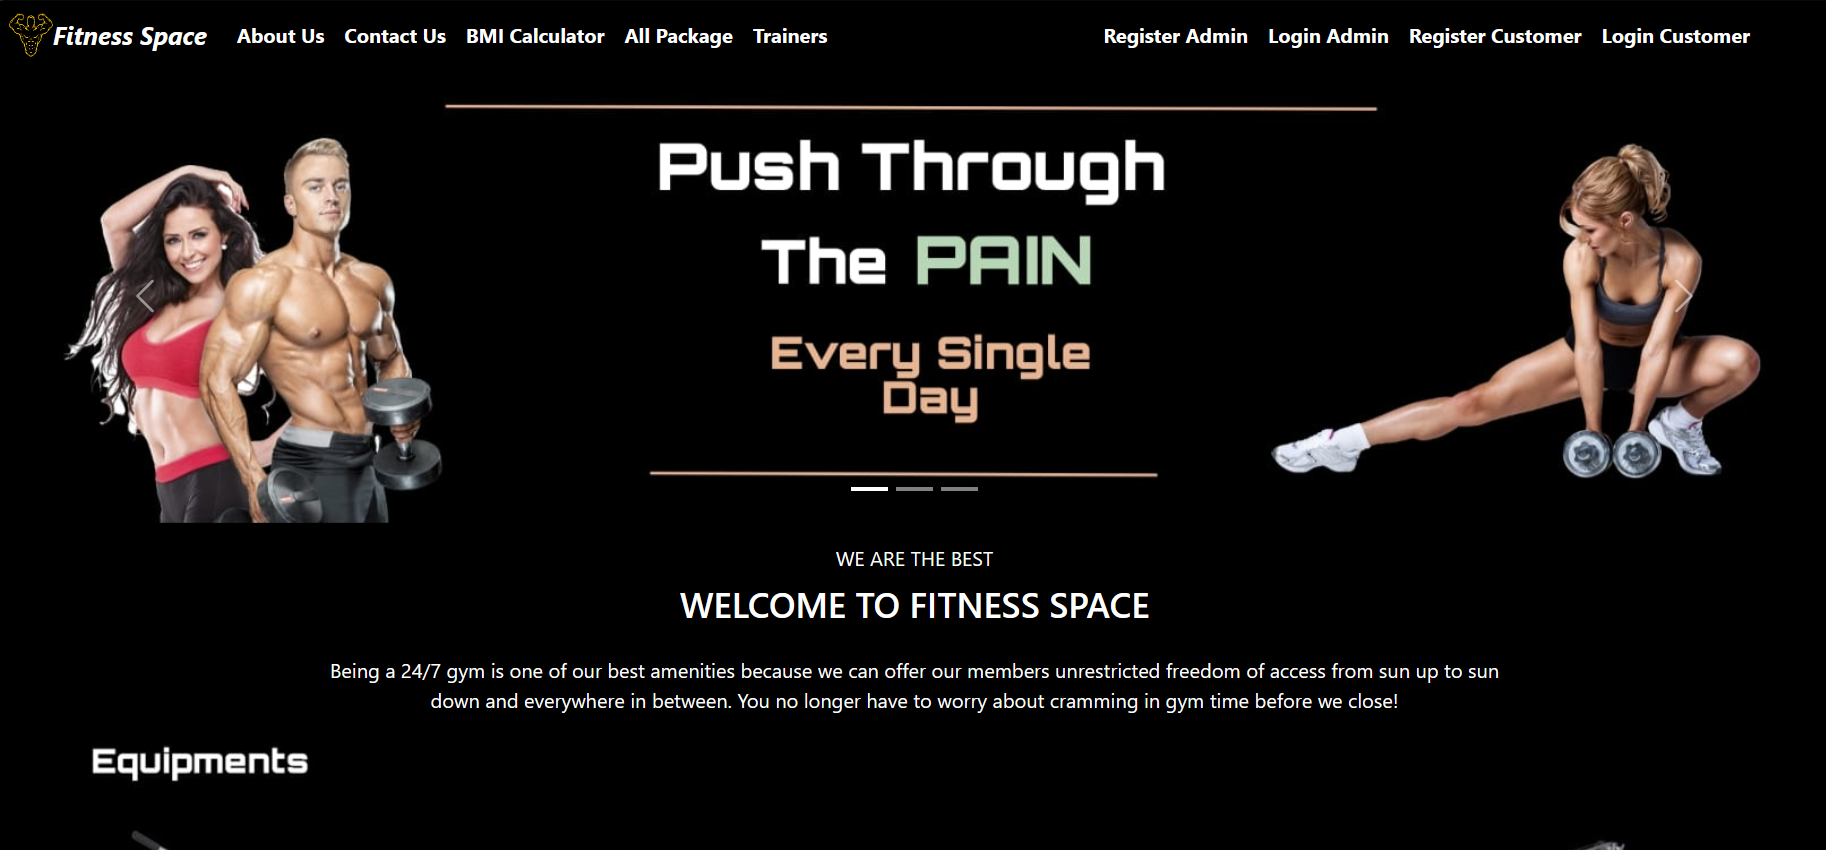 Fitness Space About Us Contact Us BMI Calculator All Package Trainers Register Admin Login Admin Register Customer Login Customer
Push Through
The PAIN
Every Single
Day
WE ARE THE BEST
WELCOME TO FITNESS SPACE
Being a 24/7 gym is one of our best amenities because we can offer our members unrestricted freedom of access from sun up to sun
down and everywhere in between. You no longer have to worry about cramming in gym time before we close!
Equipments